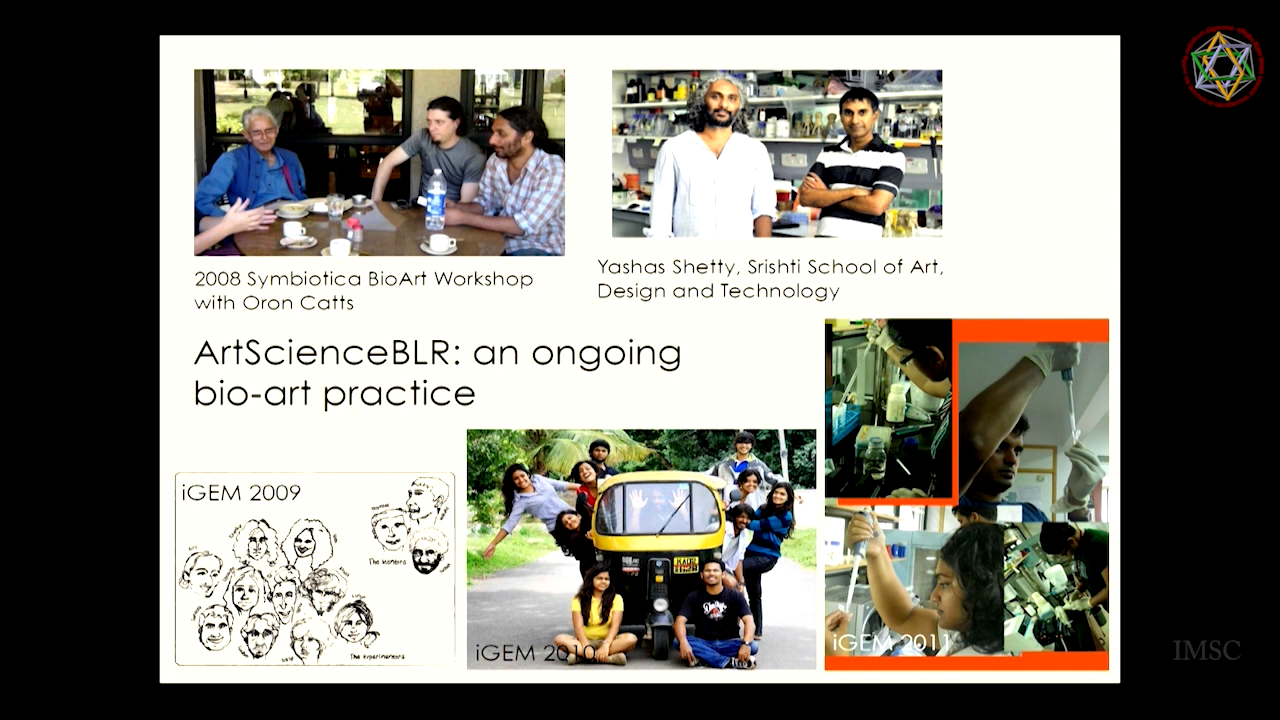 2008 Symbiotica BioArt Workshop
with Oron Catts
Yashas Shetty, Srishti School of Art,
Design and Technology
ArtScienceBLR: an ongoing
bio-art practice
iGEM 2009
The Mentors
The Experimenters
iGEM 2010
iGEM 2011
IMSC